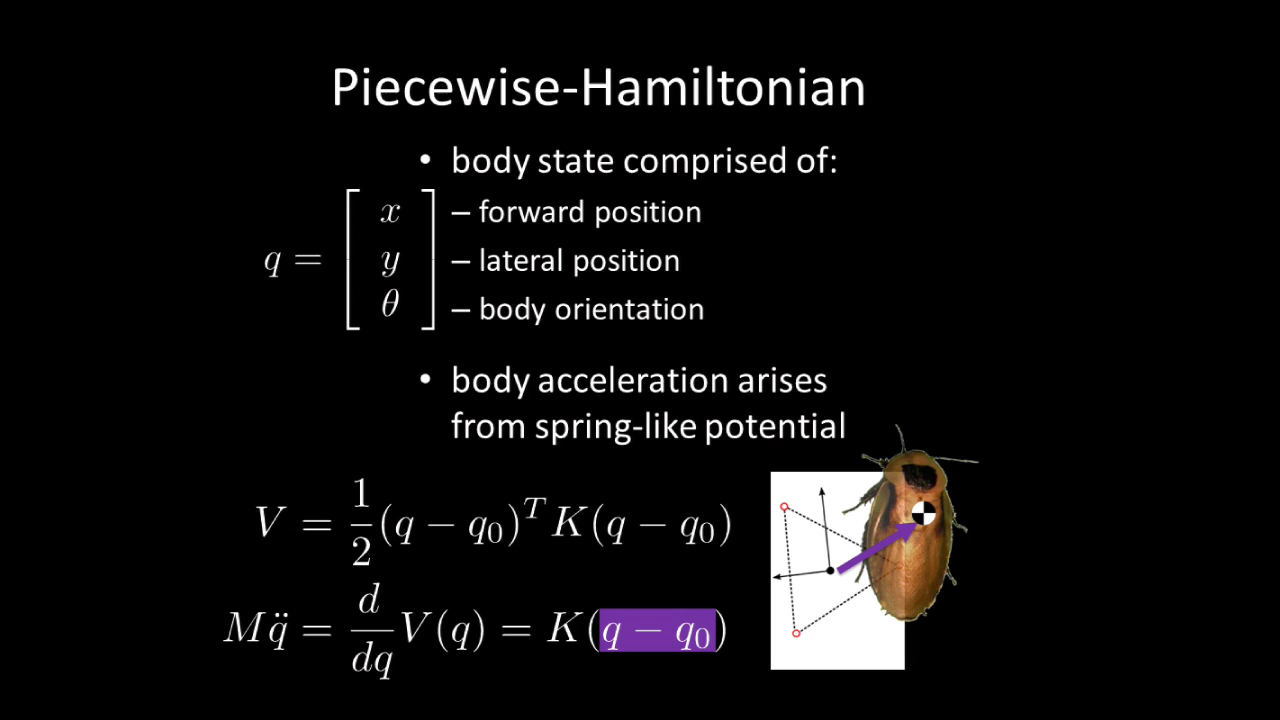 Piecewise-Hamiltonian
• body state comprised of:
q = [ x y θ ]
– forward position
– lateral position
– body orientation
• body acceleration arises
from spring-like potential
V = 1/2 (q − q₀)ᵀ K(q − q₀)
Mq̈ = d/dq V(q) = K(q − q₀)